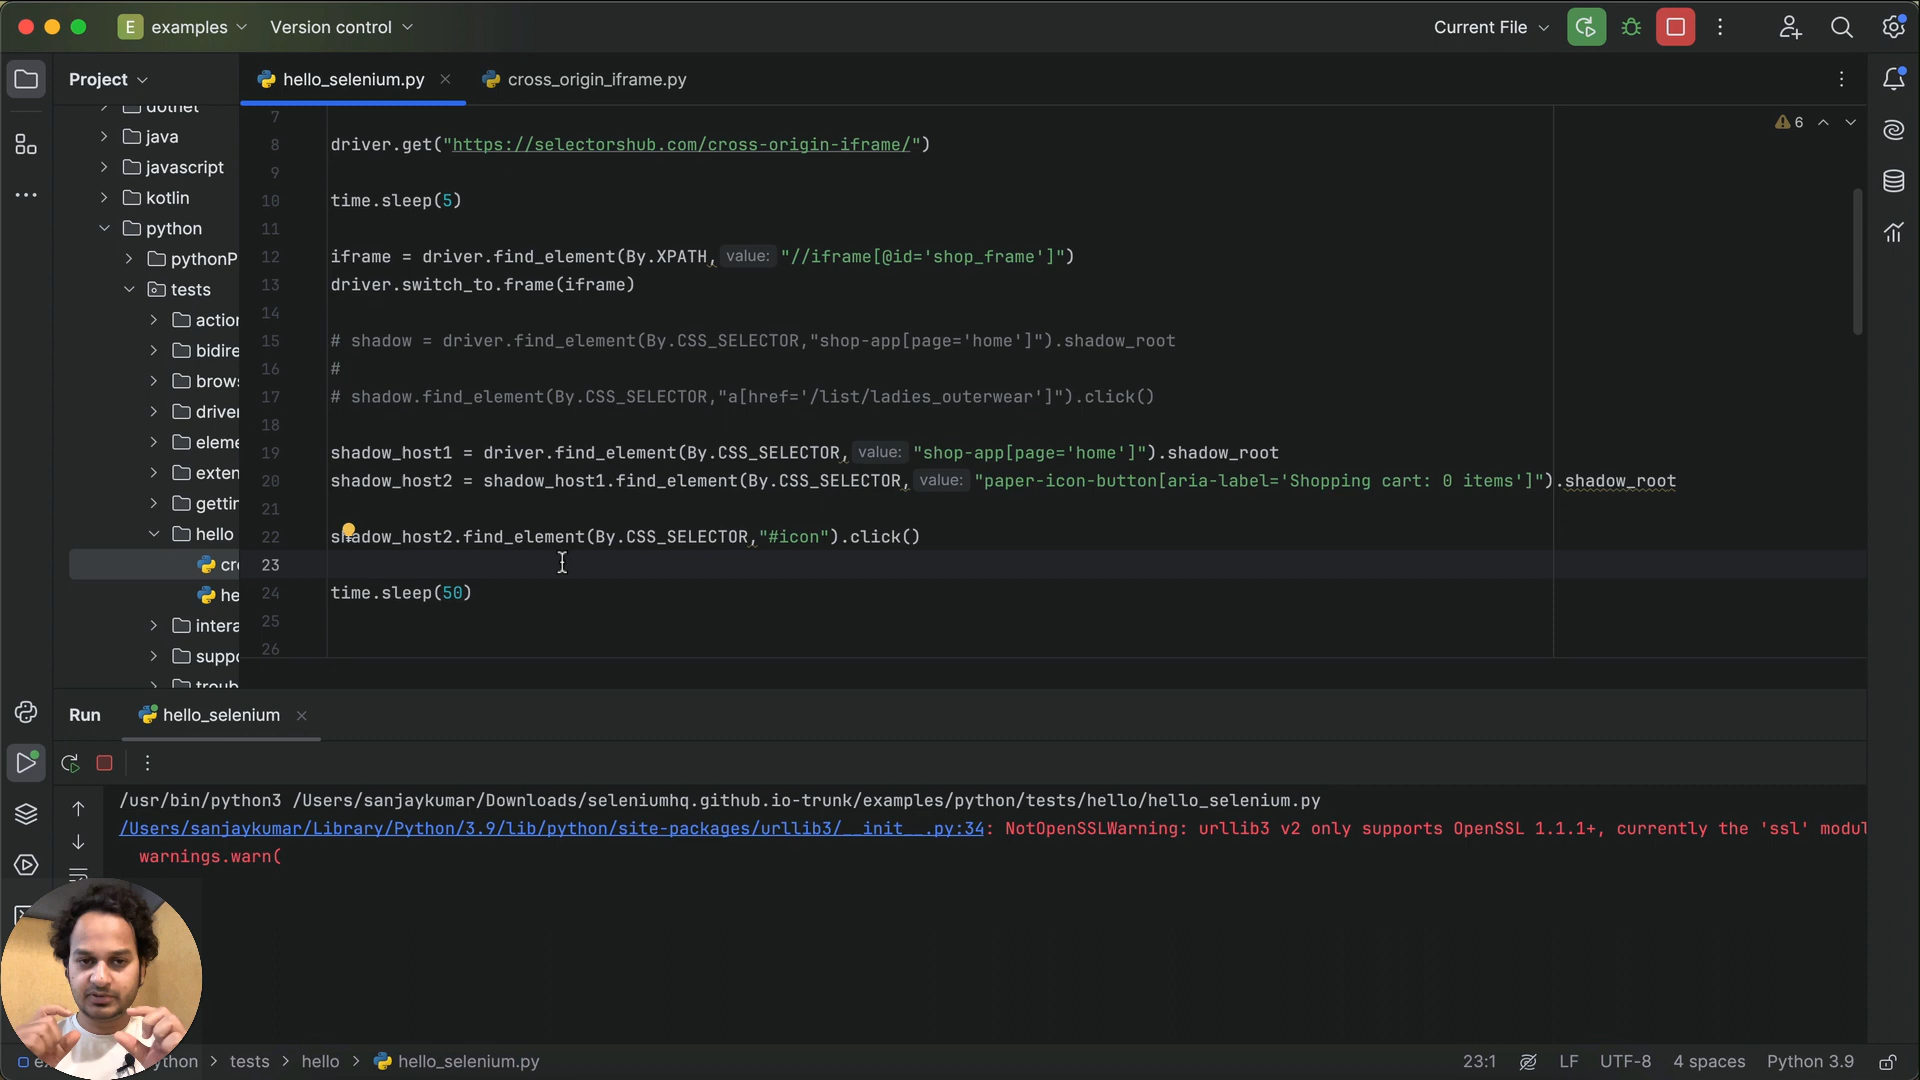 E examples Version control Current File
Project hello_selenium.py cross_origin_iframe.py
dotnet
java
javascript
kotlin
python
pythonP
tests
action
bidire
brows
driver
eleme
exten
gettin
hello
cro
he
intera
suppo
troub
6
7
8 driver.get("https://selectorshub.com/cross-origin-iframe/")
9
10 time.sleep(5)
11
12 iframe = driver.find_element(By.XPATH, value: "//iframe[@id='shop_frame']")
13 driver.switch_to.frame(iframe)
14
15 # shadow = driver.find_element(By.CSS_SELECTOR,"shop-app[page='home']").shadow_root
16 #
17 # shadow.find_element(By.CSS_SELECTOR,"a[href='/list/ladies_outerwear']").click()
18
19 shadow_host1 = driver.find_element(By.CSS_SELECTOR, value: "shop-app[page='home']").shadow_root
20 shadow_host2 = shadow_host1.find_element(By.CSS_SELECTOR, value: "paper-icon-button[aria-label='Shopping cart: 0 items']").shadow_root
21
22 shadow_host2.find_element(By.CSS_SELECTOR,"#icon").click()
23
24 time.sleep(50)
25
26
Run hello_selenium
/usr/bin/python3 /Users/sanjaykumar/Downloads/seleniumhq.github.io-trunk/examples/python/tests/hello/hello_selenium.py
/Users/sanjaykumar/Library/Python/3.9/lib/python/site-packages/urllib3/__init__.py:34: NotOpenSSLWarning: urllib3 v2 only supports OpenSSL 1.1.1+, currently the 'ssl' modul
warnings.warn(
ython > tests > hello > hello_selenium.py 23:1 LF UTF-8 4 spaces Python 3.9